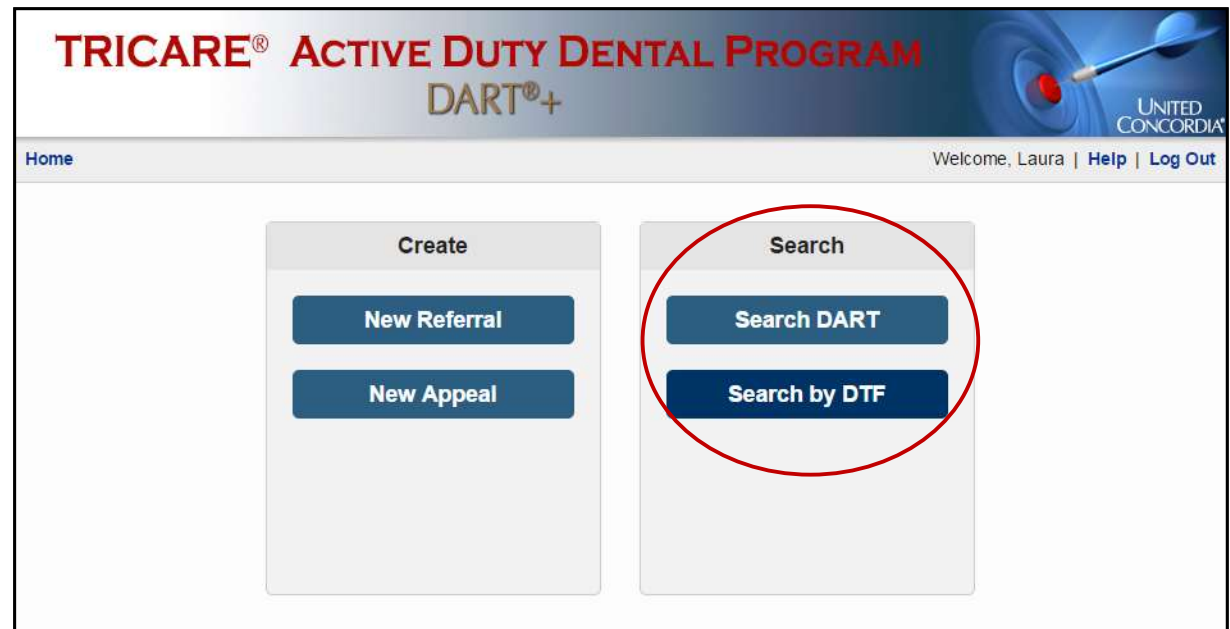 TRICARE® ACTIVE DUTY DENTAL PROGRAM
DART®+
UNITED
CONCORDIA®
Home
Welcome, Laura | Help | Log Out
Create
Search
New Referral
Search DART
New Appeal
Search by DTF